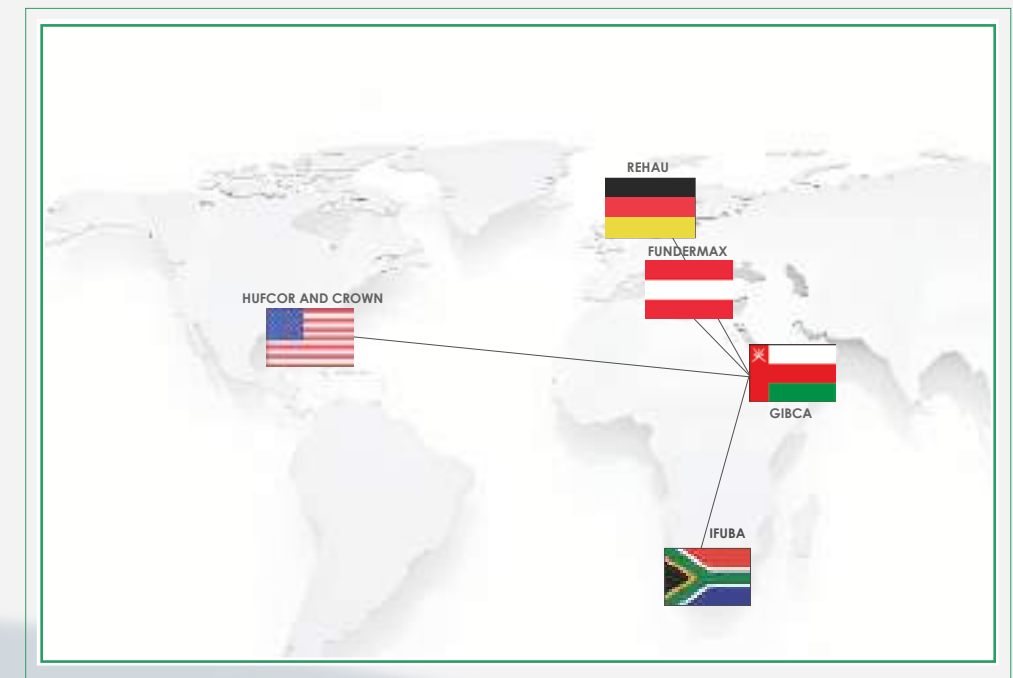 REHAU
FUNDERMAX
HUFCOR AND CROWN
GIBCA
IFUBA